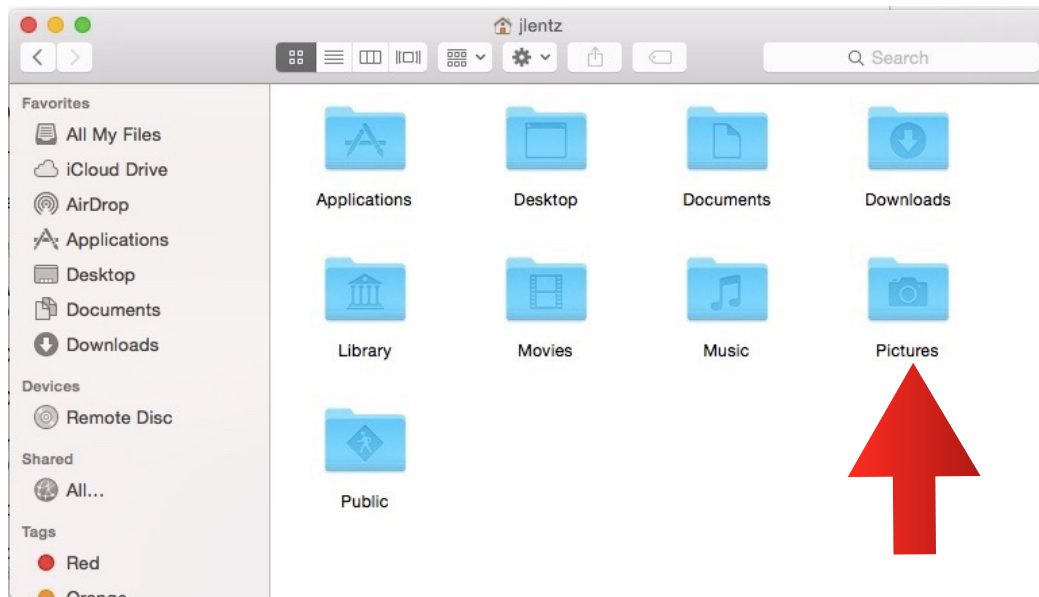 jlentz
Search
Favorites
All My Files
iCloud Drive
AirDrop
Applications
Desktop
Documents
Downloads
Devices
Remote Disc
Shared
All...
Tags
Red
Orange
Applications
Desktop
Documents
Downloads
Library
Movies
Music
Pictures
Public